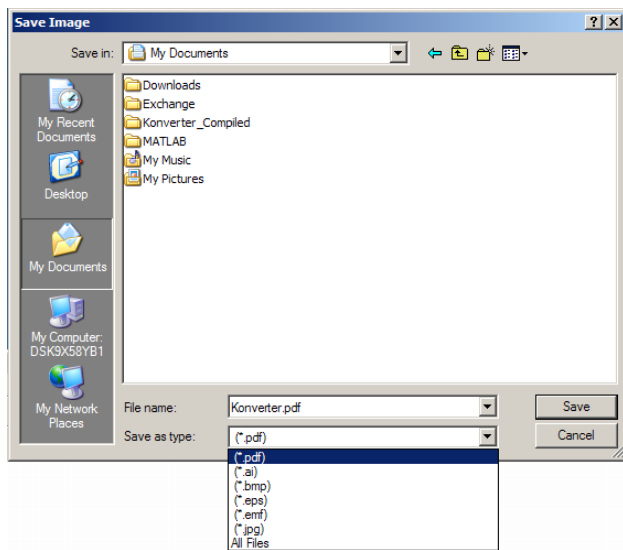 Save Image
Save in:
My Documents
My Recent
Documents
Desktop
My Documents
My Computer:
DSK9X58YB1
My Network
Places
Downloads
Exchange
Konverter_Compiled
MATLAB
My Music
My Pictures
File name:
Konverter.pdf
Save
Save as type:
(*.pdf)
Cancel
(*.pdf)
(*.ai)
(*.bmp)
(*.eps)
(*.emf)
(*.jpg)
All Files